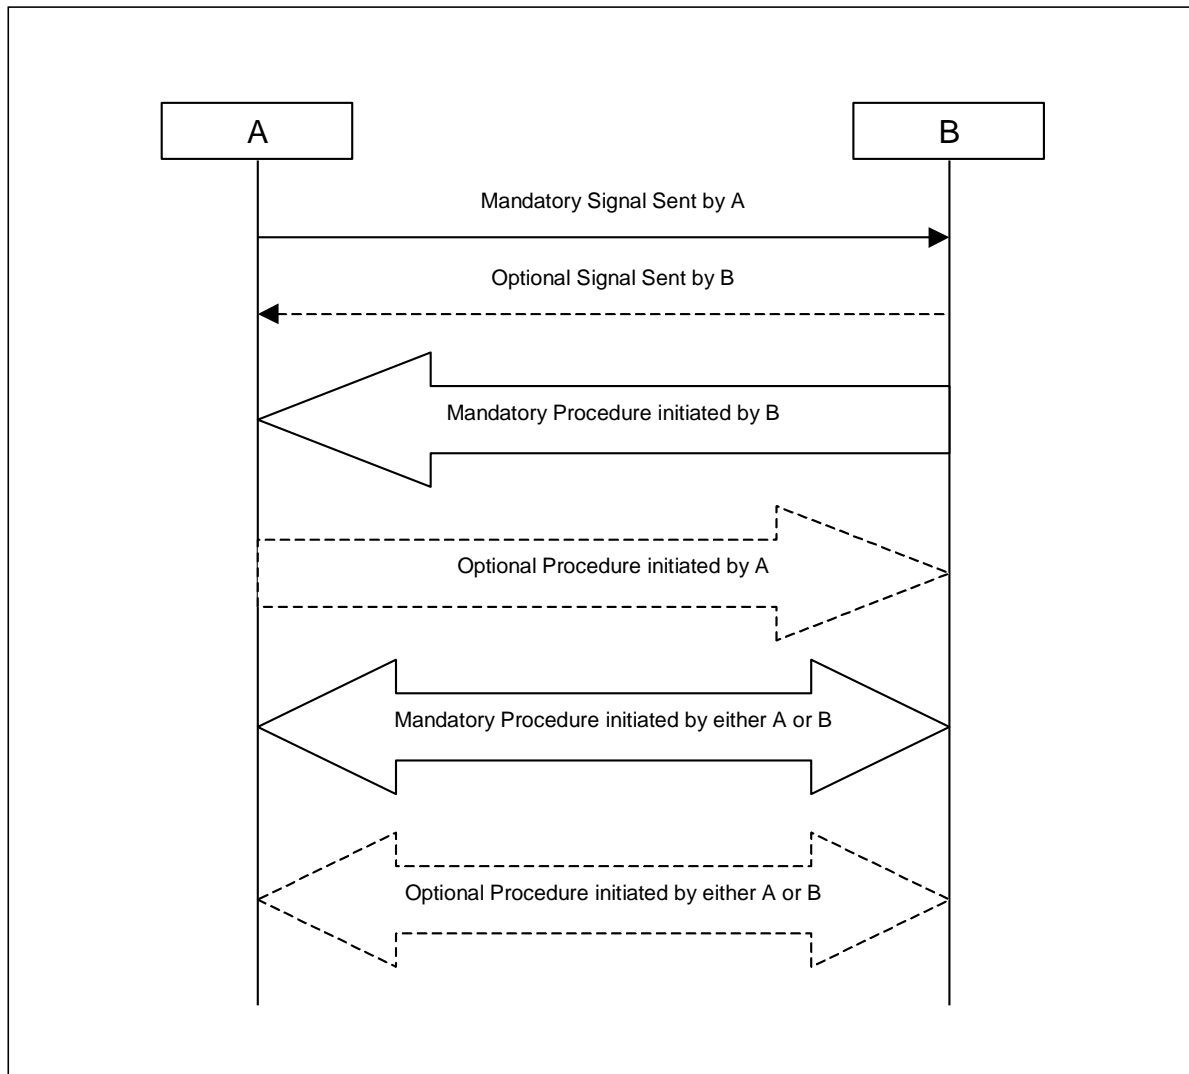 A
B
Mandatory Signal Sent by A
Optional Signal Sent by B
Mandatory Procedure initiated by B
Optional Procedure initiated by A
Mandatory Procedure initiated by either A or B
Optional Procedure initiated by either A or B